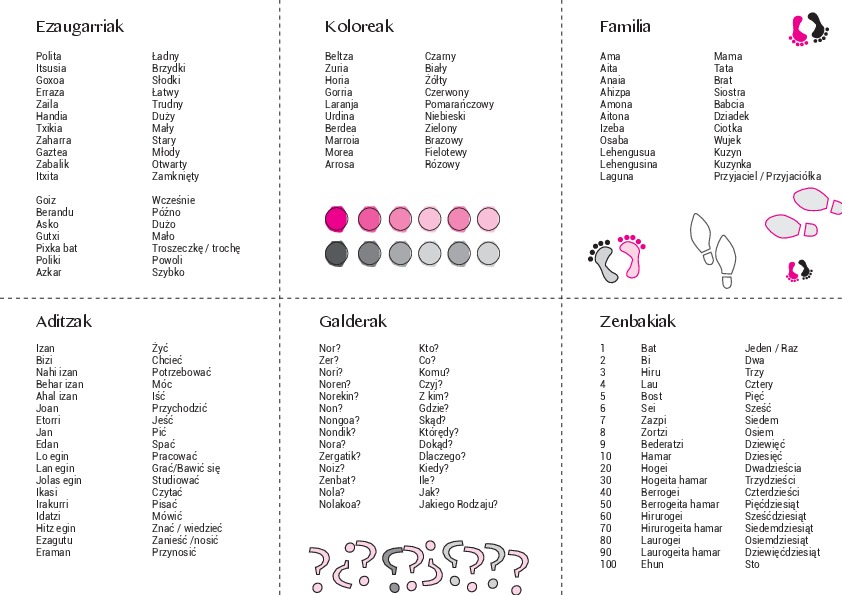 Ezaugarriak
Polita Ładny
Itsusia Brzydki
Goxoa Słodki
Erraza Łatwy
Zaila Trudny
Handia Duży
Txikia Mały
Zaharra Stary
Gaztea Młody
Zabalik Otwarty
Itxita Zamknięty
Goiz Wcześnie
Berandu Późno
Asko Dużo
Gutxi Mało
Pixka bat Troszeczkę / trochę
Poliki Powoli
Azkar Szybko
Koloreak
Beltza Czarny
Zuria Biały
Horia Żółty
Gorria Czerwony
Laranja Pomarańczowy
Urdina Niebieski
Berdea Zielony
Marroia Brazowy
Morea Fielotewy
Arrosa Różowy
Familia
Ama Mama
Aita Tata
Anaia Brat
Ahizpa Siostra
Amona Babcia
Aitona Dziadek
Izeba Ciotka
Osaba Wujek
Lehengusua Kuzyn
Lehengusina Kuzynka
Laguna Przyjaciel / Przyjaciółka
Aditzak
Izan Żyć
Bizi Chcieć
Nahi izan Potrzebować
Behar izan Móc
Ahal izan Iść
Joan Przychodzić
Etorri Jeść
Jan Pić
Edan Spać
Lo egin Pracować
Lan egin Grać/Bawić się
Jolas egin Studiować
Ikasi Czytać
Irakurri Pisać
Idatzi Mówić
Hitz egin Znać / wiedzieć
Ezagutu Zanieść /nosić
Eraman Przynosić
Galderak
Nor? Kto?
Zer? Co?
Nori? Komu?
Noren? Czyj?
Norekin? Z kim?
Non? Gdzie?
Nongoa? Skąd?
Nondik? Którędy?
Nora? Dokąd?
Zergatik? Dlaczego?
Noiz? Kiedy?
Zenbat? Ile?
Nola? Jak?
Nolakoa? Jakiego Rodzaju?
Zenbakiak
1 Bat Jeden / Raz
2 Bi Dwa
3 Hiru Trzy
4 Lau Cztery
5 Bost Pięć
6 Sei Sześć
7 Zazpi Siedem
8 Zortzi Osiem
9 Bederatzi Dziewięć
10 Hamar Dziesięć
20 Hogei Dwadzieścia
30 Hogeita hamar Trzydzieści
40 Berrogei Czterdzieści
50 Berrogeita hamar Pięćdziesiąt
60 Hirurogei Sześćdziesiąt
70 Hirurogeita hamar Siedemdziesiąt
80 Laurogei Osiemdziesiąt
90 Laurogeita hamar Dziewięćdziesiąt
100 Ehun Sto